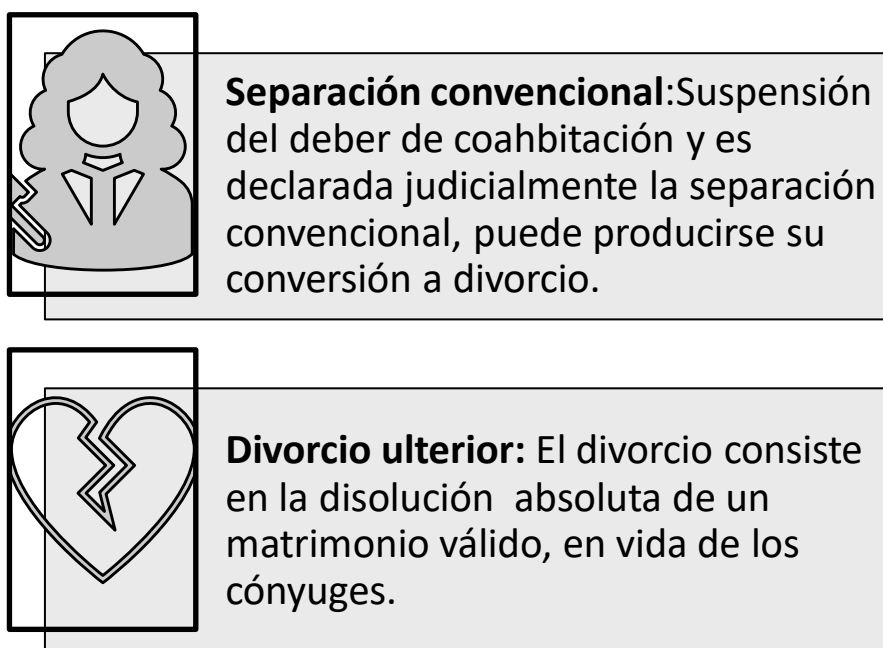 Separación convencional:Suspensión
del deber de coahbitación y es
declarada judicialmente la separación
convencional, puede producirse su
conversión a divorcio.
Divorcio ulterior: El divorcio consiste
en la disolución absoluta de un
matrimonio válido, en vida de los
cónyuges.